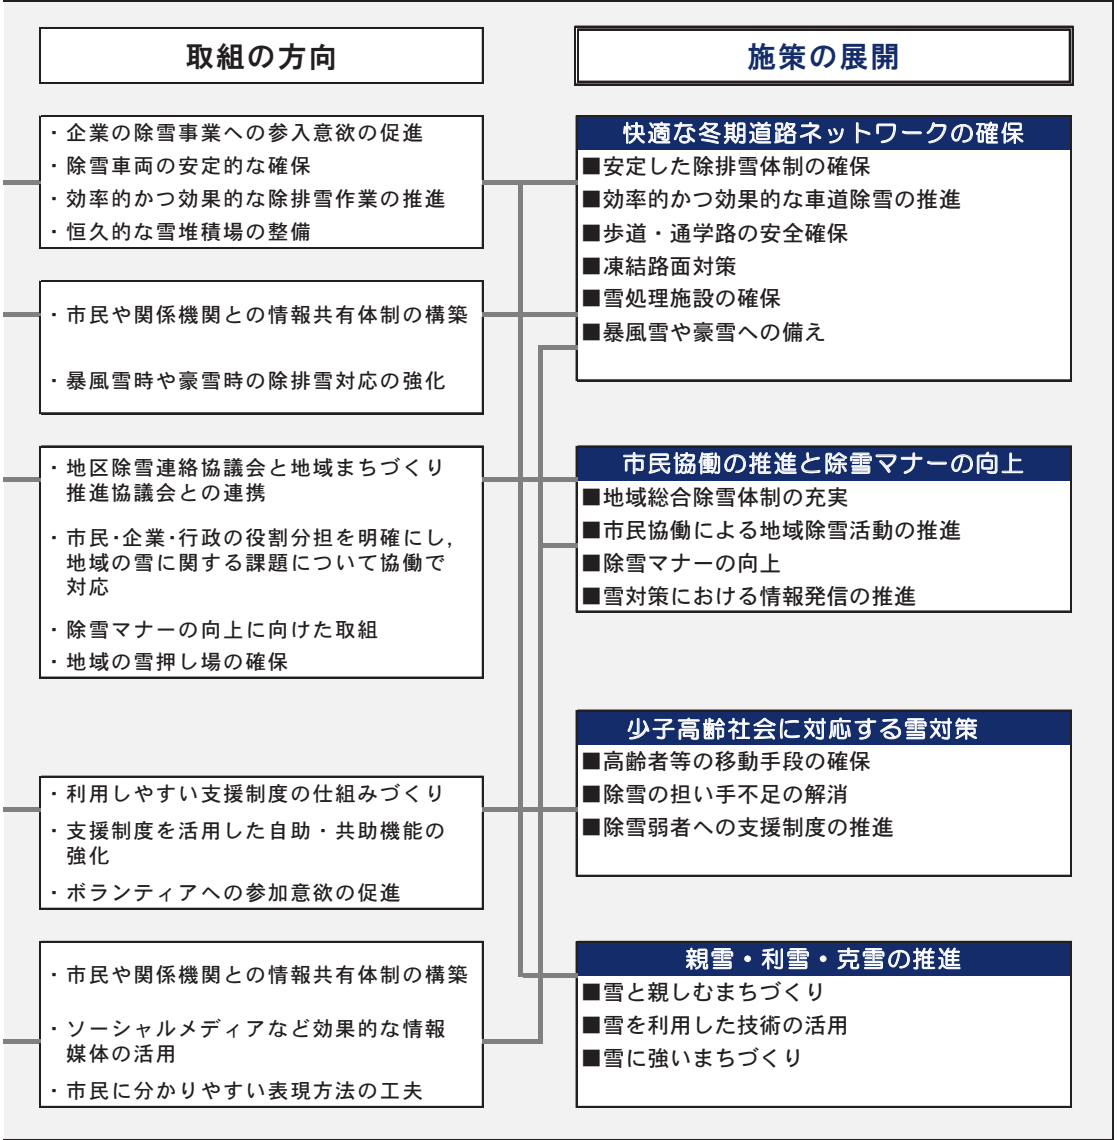 取組の方向
・企業の除雪事業への参入意欲の促進
・除雪車両の安定的な確保
・効率的かつ効果的な除排雪作業の推進
・恒久的な雪堆積場の整備
・市民や関係機関との情報共有体制の構築
・暴風雪時や豪雪時の除排雪対応の強化
・地区除雪連絡協議会と地域まちづくり
推進協議会との連携
・市民・企業・行政の役割分担を明確にし,
地域の雪に関する課題について協働で
対応
・除雪マナーの向上に向けた取組
・地域の雪押し場の確保
・利用しやすい支援制度の仕組みづくり
・支援制度を活用した自助・共助機能の
強化
・ボランティアへの参加意欲の促進
・市民や関係機関との情報共有体制の構築
・ソーシャルメディアなど効果的な情報
媒体の活用
・市民に分かりやすい表現方法の工夫
施策の展開
快適な冬期道路ネットワークの確保
■安定した除排雪体制の確保
■効率的かつ効果的な車道除雪の推進
■歩道・通学路の安全確保
■凍結路面対策
■雪処理施設の確保
■暴風雪や豪雪への備え
市民協働の推進と除雪マナーの向上
■地域総合除雪体制の充実
■市民協働による地域除雪活動の推進
■除雪マナーの向上
■雪対策における情報発信の推進
少子高齢社会に対応する雪対策
■高齢者等の移動手段の確保
■除雪の担い手不足の解消
■除雪弱者への支援制度の推進
親雪・利雪・克雪の推進
■雪と親しむまちづくり
■雪を利用した技術の活用
■雪に強いまちづくり